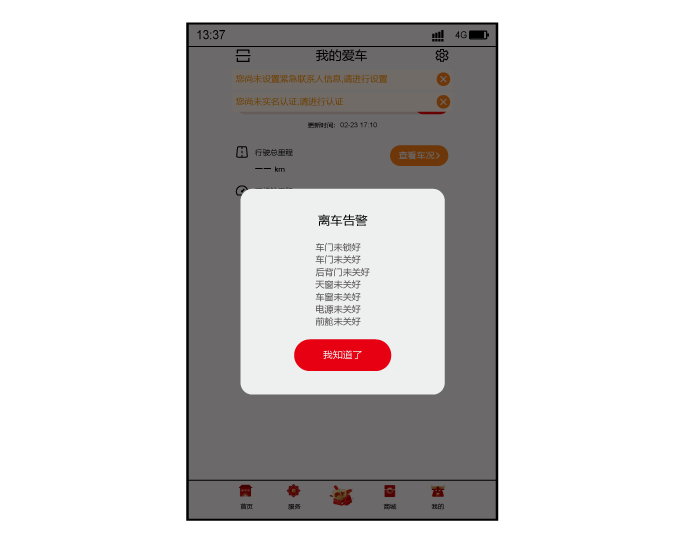 13:37
4G
我的爱车
您尚未设置紧急联系人信息,请进行设置
您尚未实名认证,请进行认证
更新时间: 02-23 17:10
行驶总里程
查看车况>
-- km
离车告警
车门未锁好
车门未关好
后背门未关好
天窗未关好
车窗未关好
电源未关好
前舱未关好
我知道了
首页
服务
商城
我的